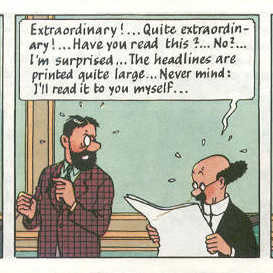 Extraordinary!...Quite extraordin-
ary!...Have you read this?...No?...
I'm surprised...The headlines are
printed quite large...Never mind:
I'll read it to you myself...